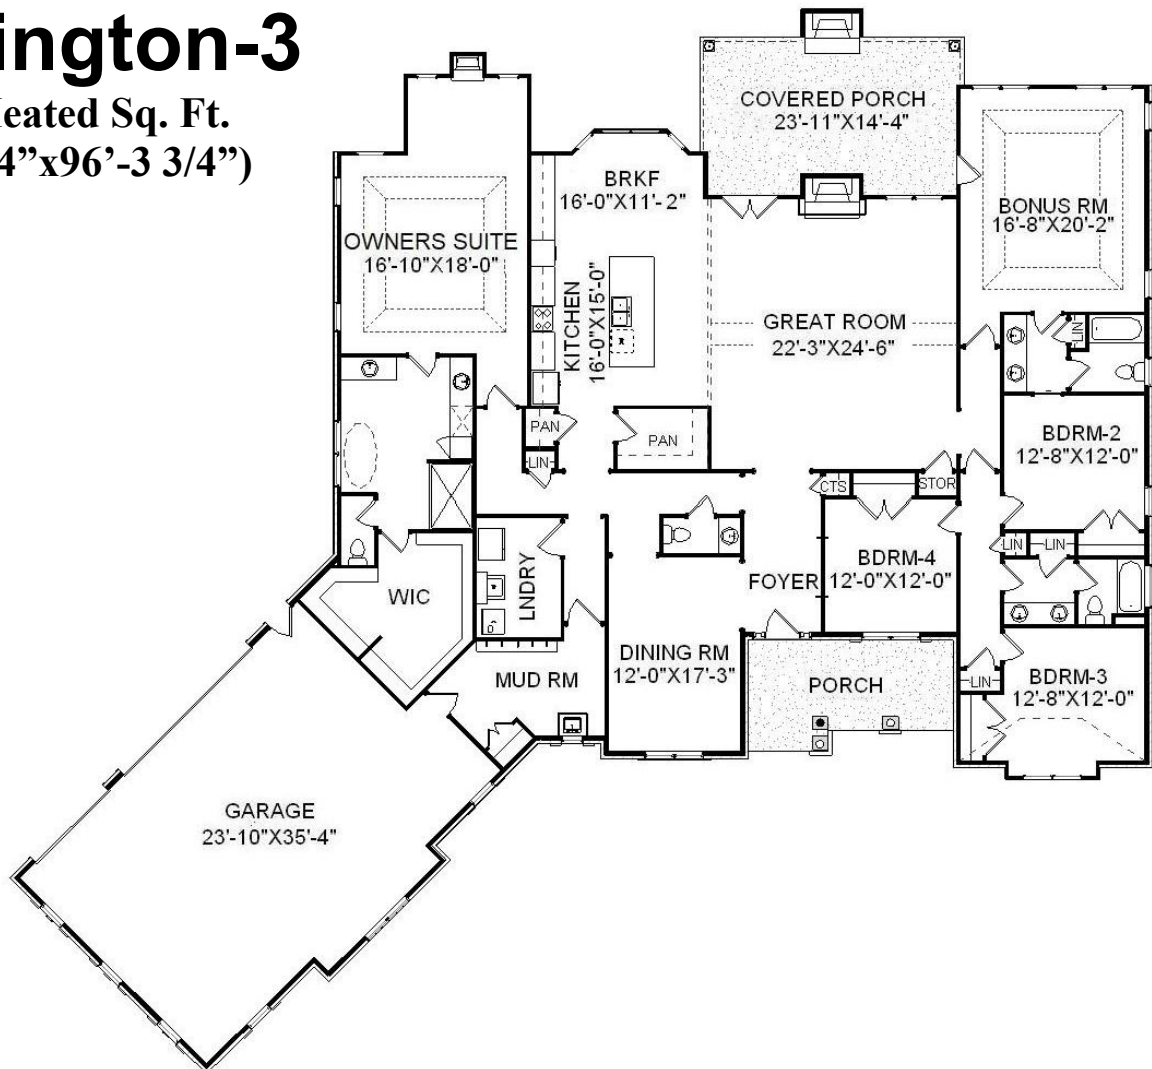 ington-3
eated Sq. Ft.
4”x96’-3 3/4”)
COVERED PORCH
23'-11"X14'-4"
BRKF
16'-0"X11'-2"
BONUS RM
16'-8"X20'-2"
OWNERS SUITE
16'-10"X18'-0"
KITCHEN
16'-0"X15'-0"
GREAT ROOM
22'-3"X24'-6"
LIN
PAN
PAN
LIN
BDRM-2
12'-8"X12'-0"
CTS
STOR
LIN
LIN
BDRM-4
12'-0"X12'-0"
FOYER
WIC
LNDRY
DINING RM
12'-0"X17'-3"
MUD RM
PORCH
LIN
BDRM-3
12'-8"X12'-0"
GARAGE
23'-10"X35'-4"